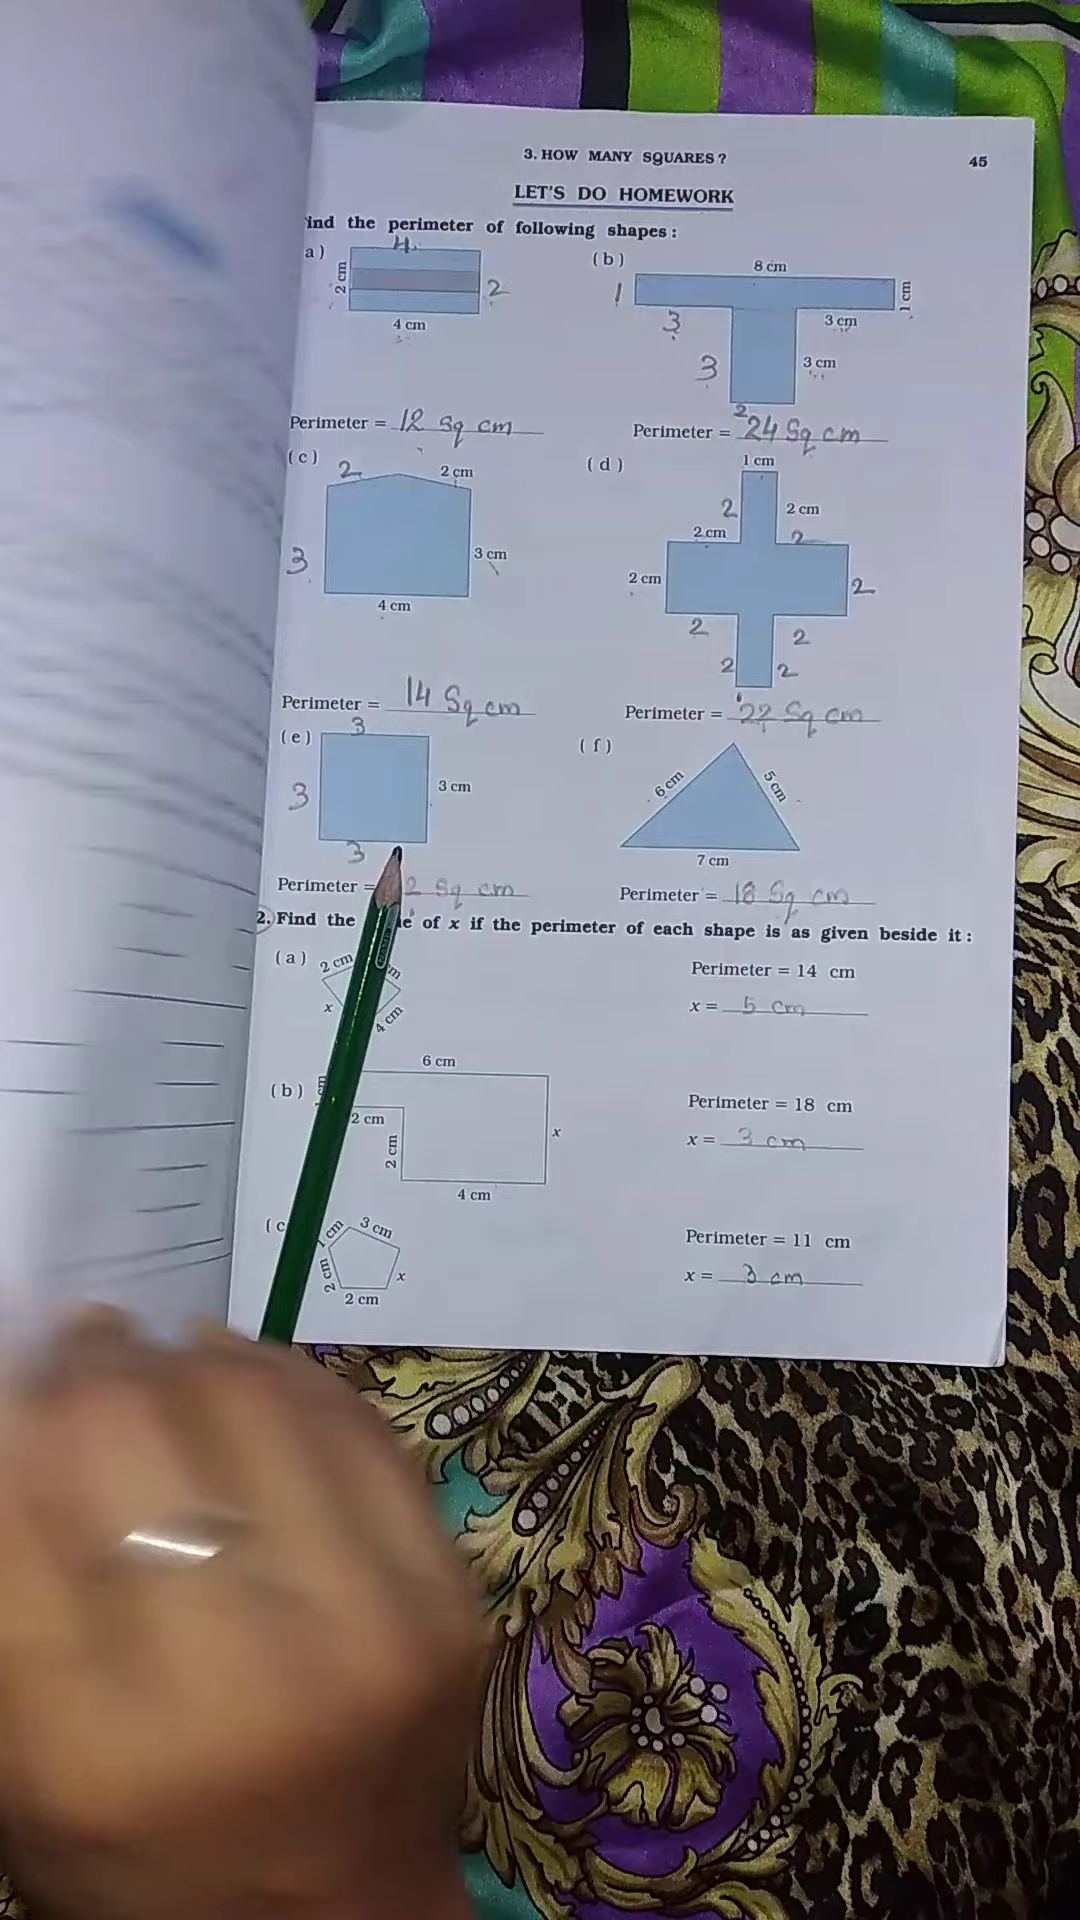 3. HOW MANY SQUARES ?
45
LET'S DO HOMEWORK
ind the perimeter of following shapes :
a )
4
2 cm
2
4 cm
Perimeter = 12 Sq cm
( b )
8 cm
1
1 cm
3
3 cm
3
3 cm
2
Perimeter = 24 Sq cm
( c )
2
2 cm
3
3 cm
4 cm
Perimeter = 14 Sq cm
( d )
1 cm
2
2 cm
2 cm
2
2 cm
2
2
2
2
2
Perimeter = 22 Sq cm
( e )
3
3
3 cm
3
Perimeter = 2 Sq cm
( f )
6 cm
5 cm
7 cm
Perimeter = 18 Sq cm
2. Find the of x if the perimeter of each shape is as given beside it :
( a )
2 cm
cm
x
4 cm
Perimeter = 14 cm
x = 5 cm
( b )
6 cm
cm
2 cm
2 cm
x
4 cm
Perimeter = 18 cm
x = 3 cm
( c
1 cm
3 cm
2 cm
x
2 cm
Perimeter = 11 cm
x = 3 cm